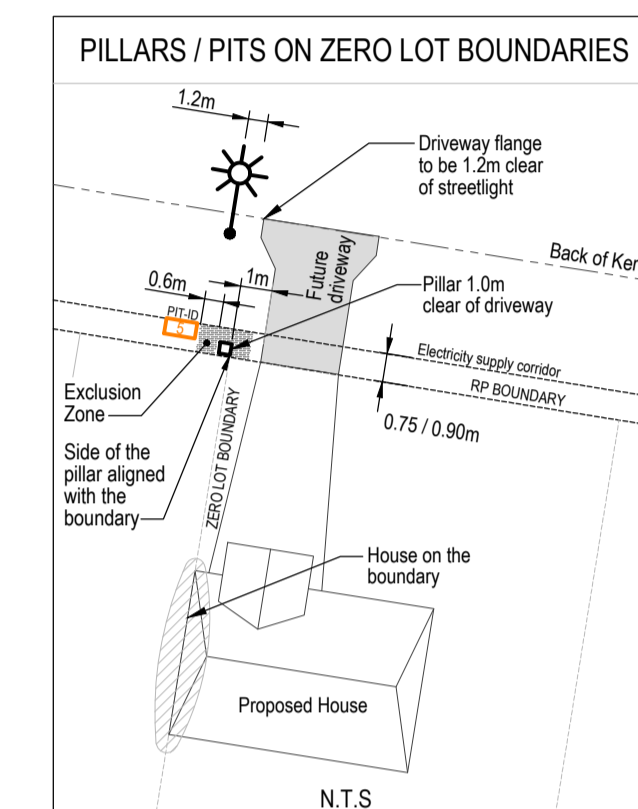 PILLARS / PITS ON ZERO LOT BOUNDARIES
1.2m
Driveway flange
to be 1.2m clear
of streetlight
Back of Ker
Future
driveway
0.6m
1m
Pillar 1.0m
clear of driveway
PIT-ID
5
Electricity supply corridor
RP BOUNDARY
0.75 / 0.90m
Exclusion
Zone
Side of the
pillar aligned
with the
boundary
ZERO LOT BOUNDARY
House on the
boundary
Proposed House
N.T.S